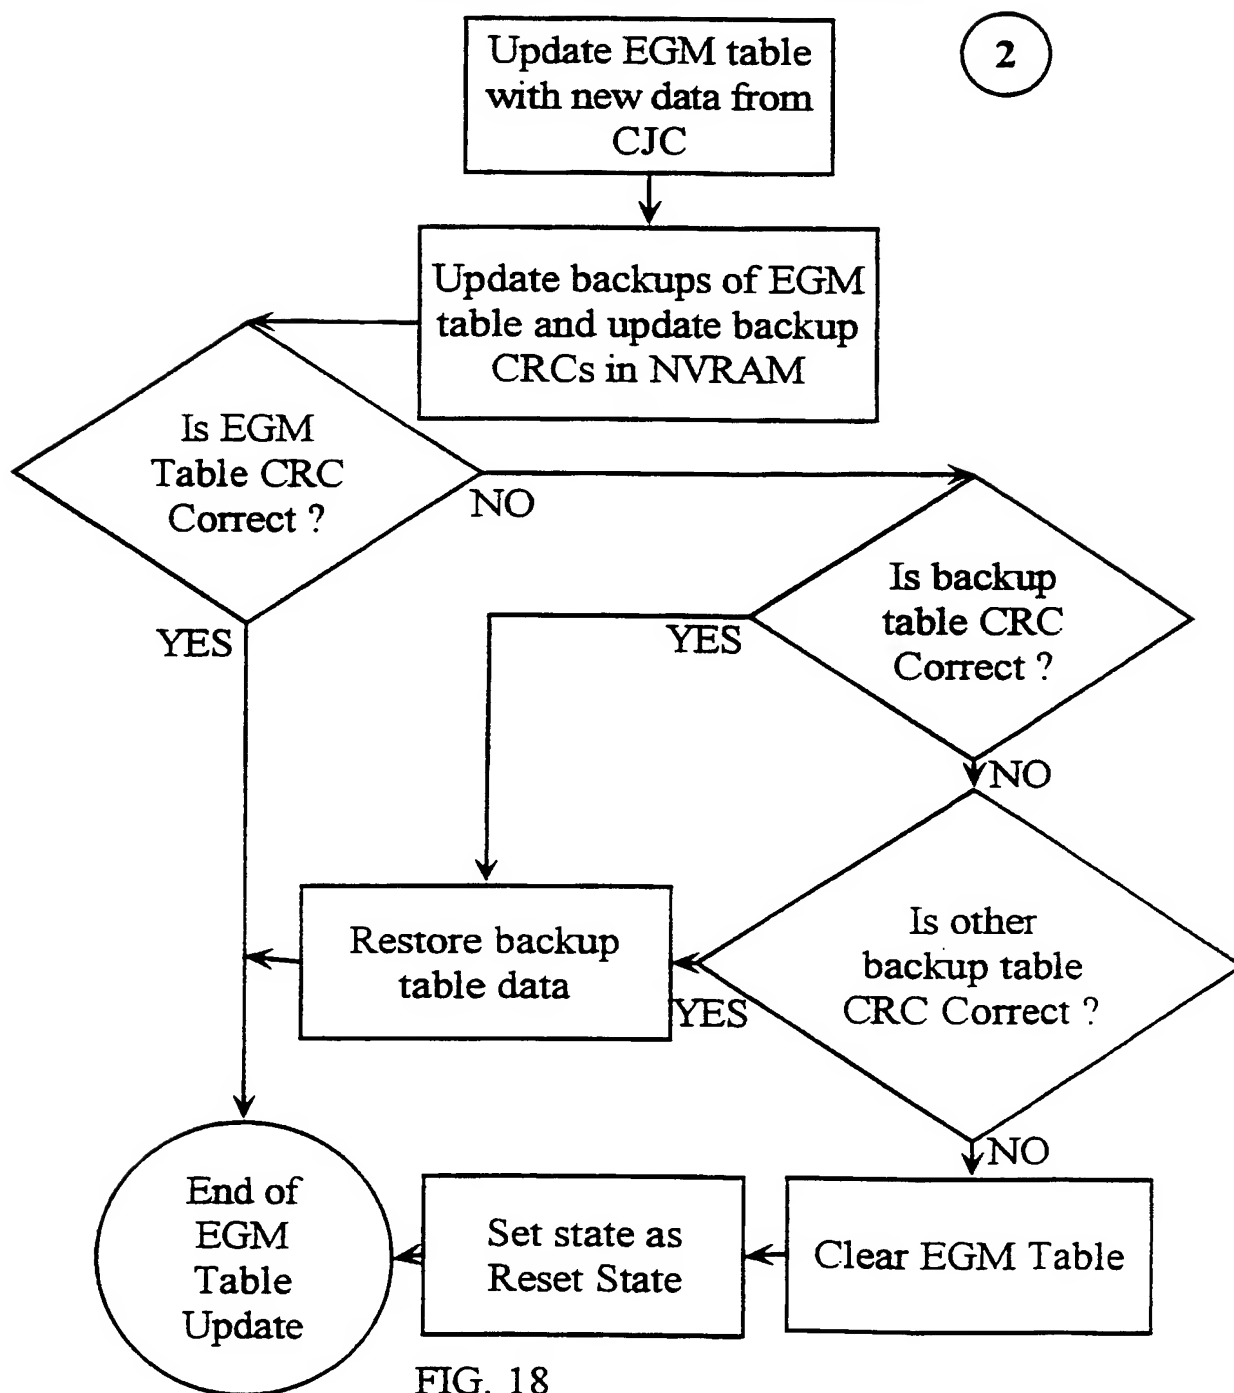 Update EGM table
with new data from
CJC
2
Update backups of EGM
table and update backup
CRCs in NVRAM
Is EGM
Table CRC
Correct ?
NO
YES
Is backup
table CRC
Correct ?
YES
NO
Restore backup
table data
Is other
backup table
CRC Correct ?
YES
NO
End of
EGM
Table
Update
Set state as
Reset State
Clear EGM Table
FIG. 18